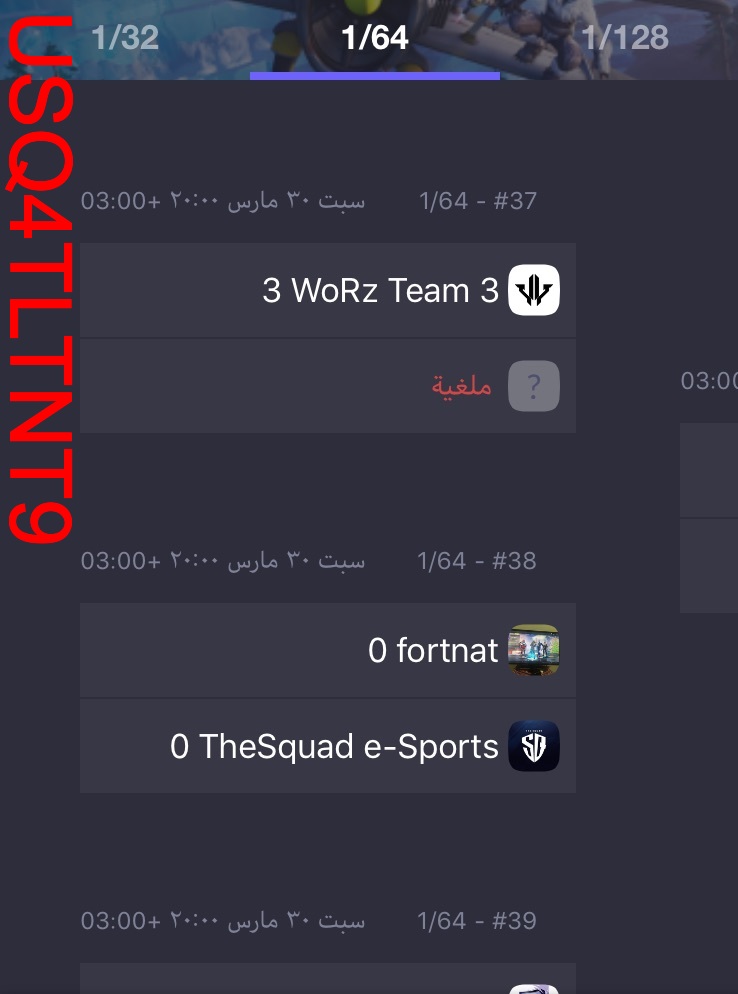 1/32
1/64
1/128
USQ4TLTNT9
سبت ٣٠ مارس ٢٠:٠٠ +03:00
1/64 - #37
3 WoRz Team 3
ملغية
?
03:00
سبت ٣٠ مارس ٢٠:٠٠ +03:00
1/64 - #38
0 fortnat
0 TheSquad e-Sports
سبت ٣٠ مارس ٢٠:٠٠ +03:00
1/64 - #39